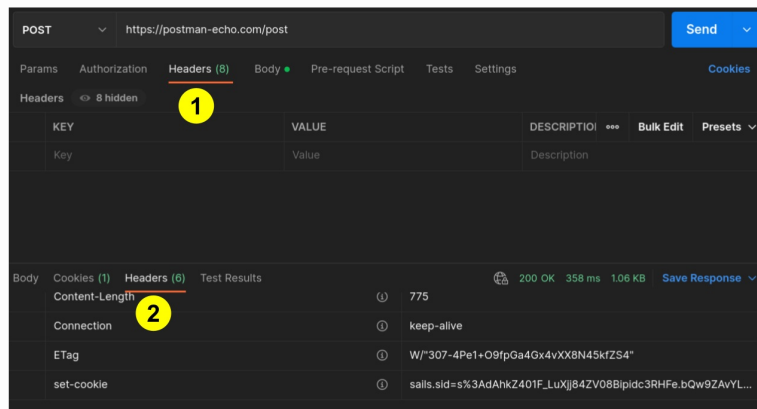 POST https://postman-echo.com/post Send
Params Authorization Headers (8) Body Pre-request Script Tests Settings Cookies
Headers 8 hidden
1
KEY VALUE DESCRIPTIO Bulk Edit Presets
Key Value Description
Body Cookies (1) Headers (6) Test Results 200 OK 358 ms 1.06 KB Save Response
Content-Length 775
2
Connection keep-alive
ETag W/"307-4Pe1+O9fpGa4Gx4vXX8N45kfZS4"
set-cookie sails.sid=s%3AdAhkZ401F_LuXjj84ZV08Bipidc3RHFe.bQw9ZAvYL...